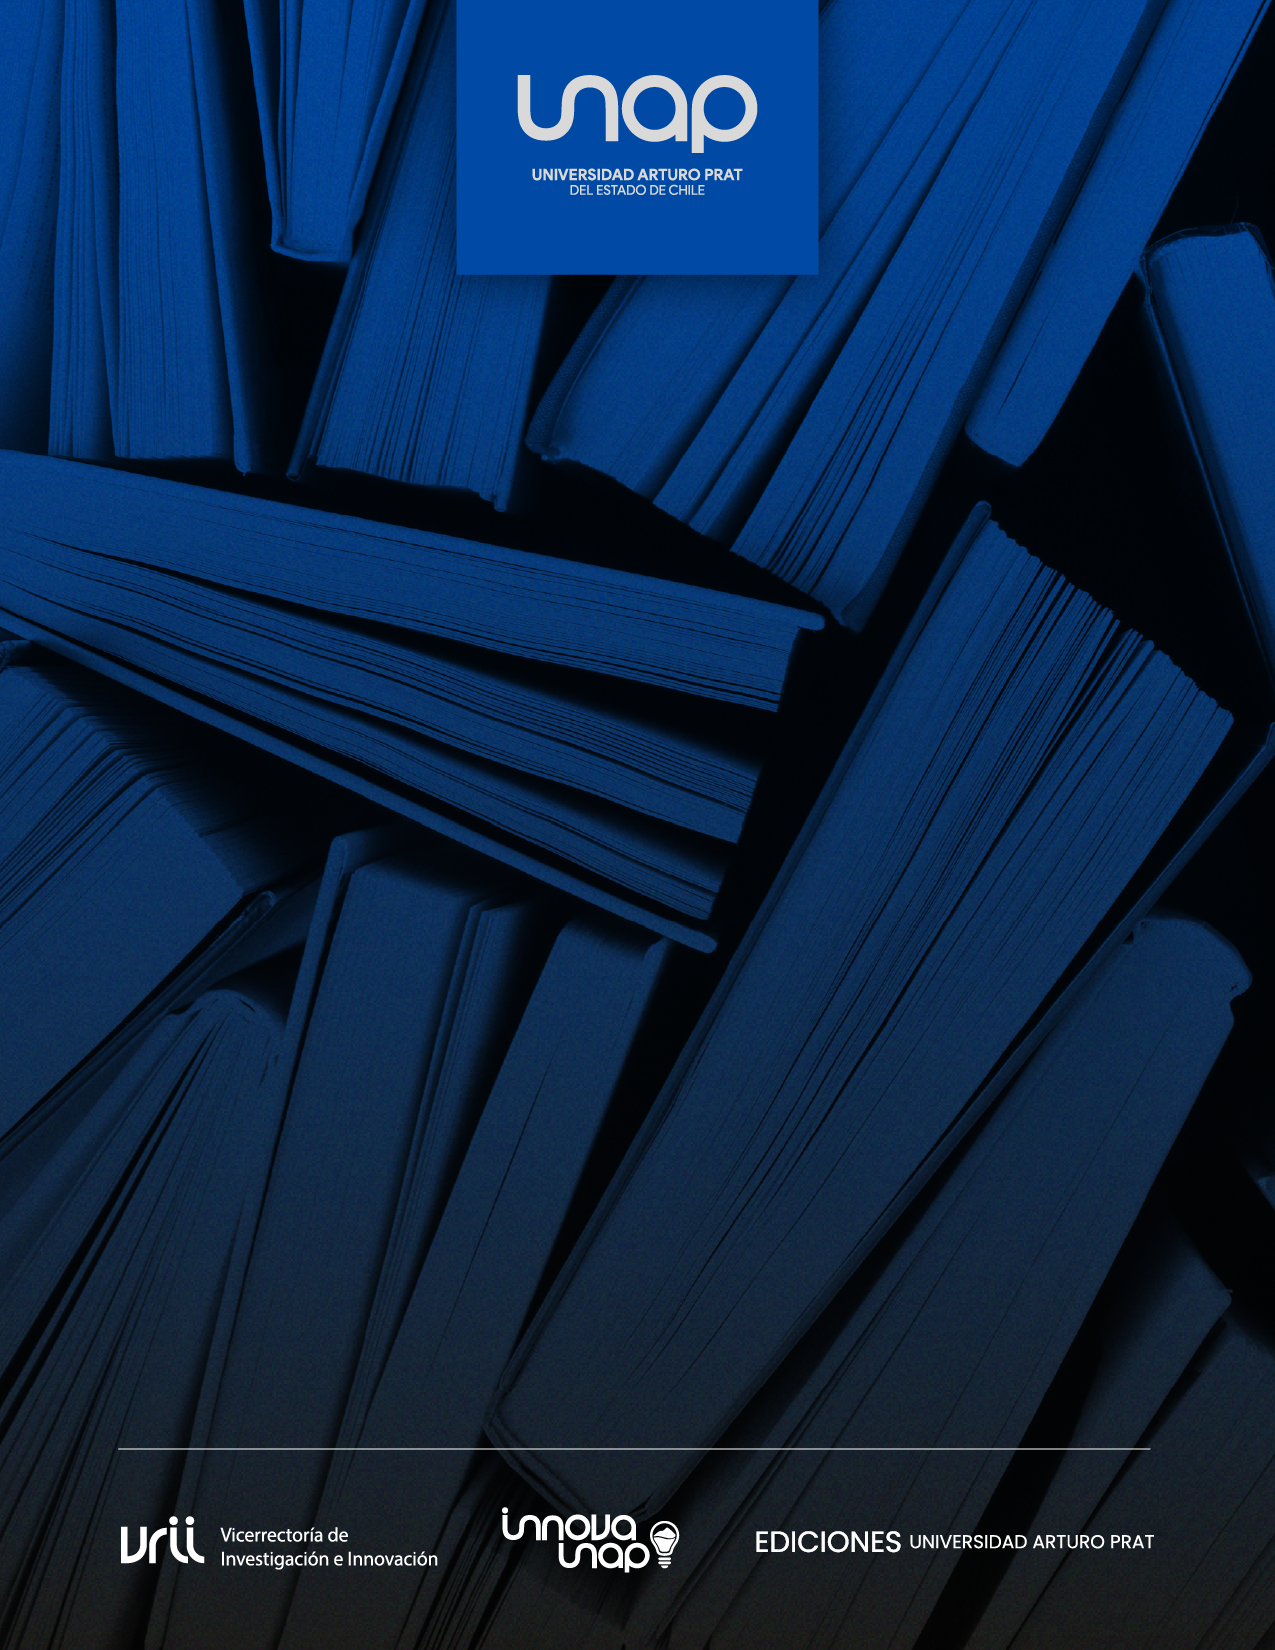 unap
UNIVERSIDAD ARTURO PRAT
DEL ESTADO DE CHILE
vrii
Vicerrectoría de
Investigación e Innovación
innova
unap
EDICIONES UNIVERSIDAD ARTURO PRAT